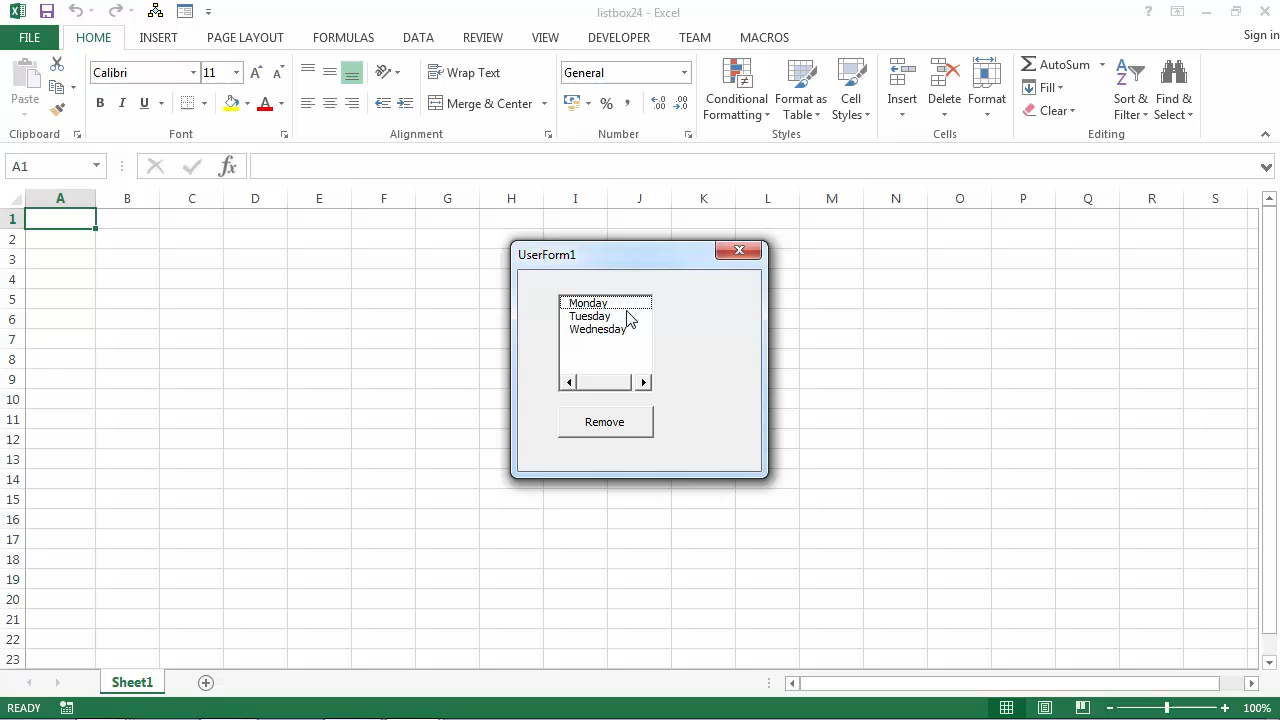 listbox24 - Excel
FILE HOME INSERT PAGE LAYOUT FORMULAS DATA REVIEW VIEW DEVELOPER TEAM MACROS Sign in
Paste
Calibri 11
B I U A
Wrap Text
Merge & Center
General
%
Conditional Formatting
Format as Table
Cell Styles
Insert
Delete
Format
AutoSum
Fill
Clear
Sort & Filter
Find & Select
Clipboard Font Alignment Number Styles Cells Editing
A1 fx
A B C D E F G H I J K L M N O P Q R S
1
2
3
4
5
6
7
8
9
10
11
12
13
14
15
16
17
18
19
20
21
22
23
UserForm1
Monday
Tuesday
Wednesday
Remove
Sheet1
READY 100%